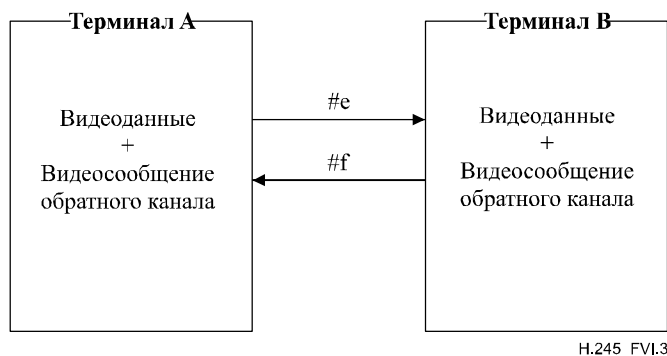 Терминал A
Терминал B
Видеоданные
+
Видеосообщение
обратного канала
#e
#f
Видеоданные
+
Видеосообщение
обратного канала
H.245 FVI.3